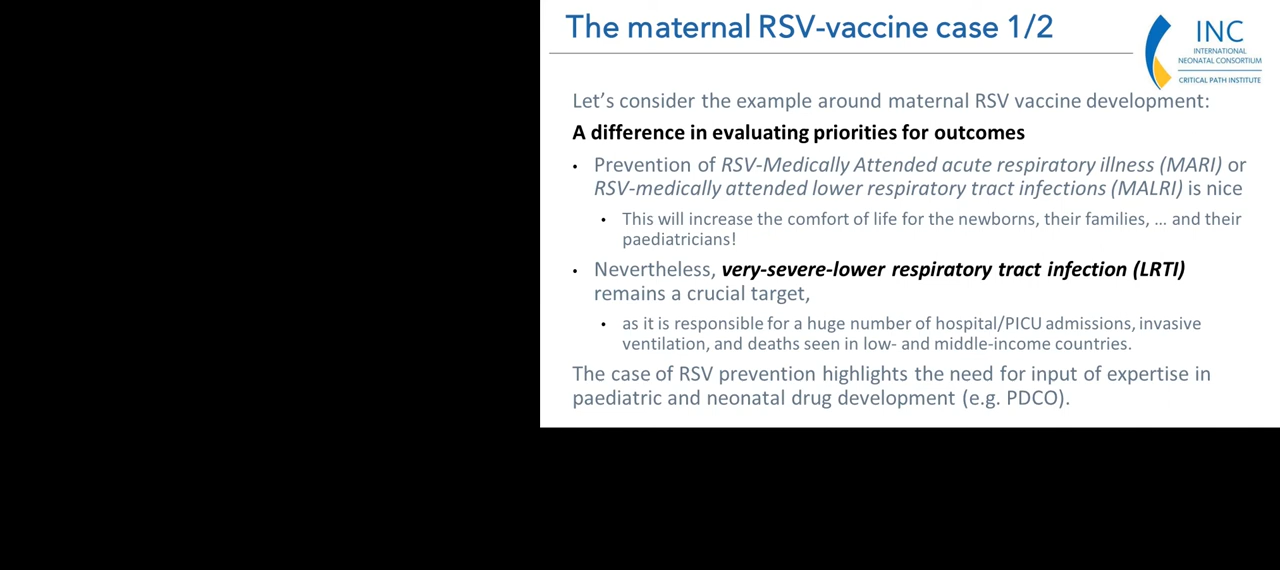 The maternal RSV-vaccine case 1/2
INC
INTERNATIONAL
NEONATAL CONSORTIUM
CRITICAL PATH INSTITUTE
Let's consider the example around maternal RSV vaccine development:
A difference in evaluating priorities for outcomes
• Prevention of RSV-Medically Attended acute respiratory illness (MARI) or
RSV-medically attended lower respiratory tract infections (MALRI) is nice
• This will increase the comfort of life for the newborns, their families, ... and their
paediatricians!
• Nevertheless, very-severe-lower respiratory tract infection (LRTI)
remains a crucial target,
• as it is responsible for a huge number of hospital/PICU admissions, invasive
ventilation, and deaths seen in low- and middle-income countries.
The case of RSV prevention highlights the need for input of expertise in
paediatric and neonatal drug development (e.g. PDCO).